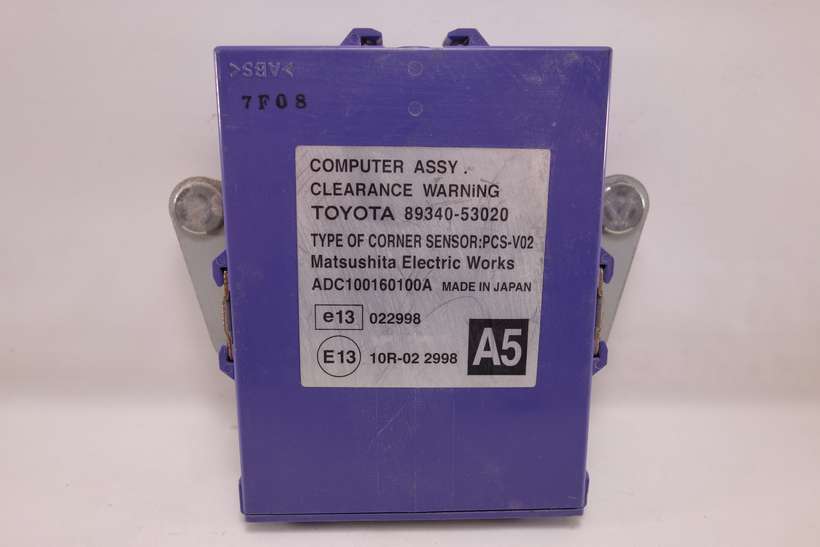 >ABS<
7F08
COMPUTER ASSY.
CLEARANCE WARNiNG
TOYOTA 89340-53020
TYPE OF CORNER SENSOR:PCS-V02
Matsushita Electric Works
ADC100160100A MADE IN JAPAN
e13 022998
E13 10R-02 2998
A5